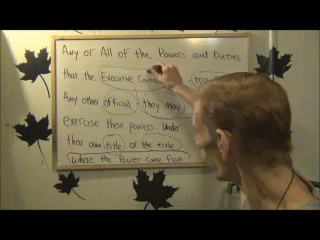 Any or All of the Powers and Duties
that the Executive
Any other official - they may
exercise these powers under
their own title or the title
where the Power Come from